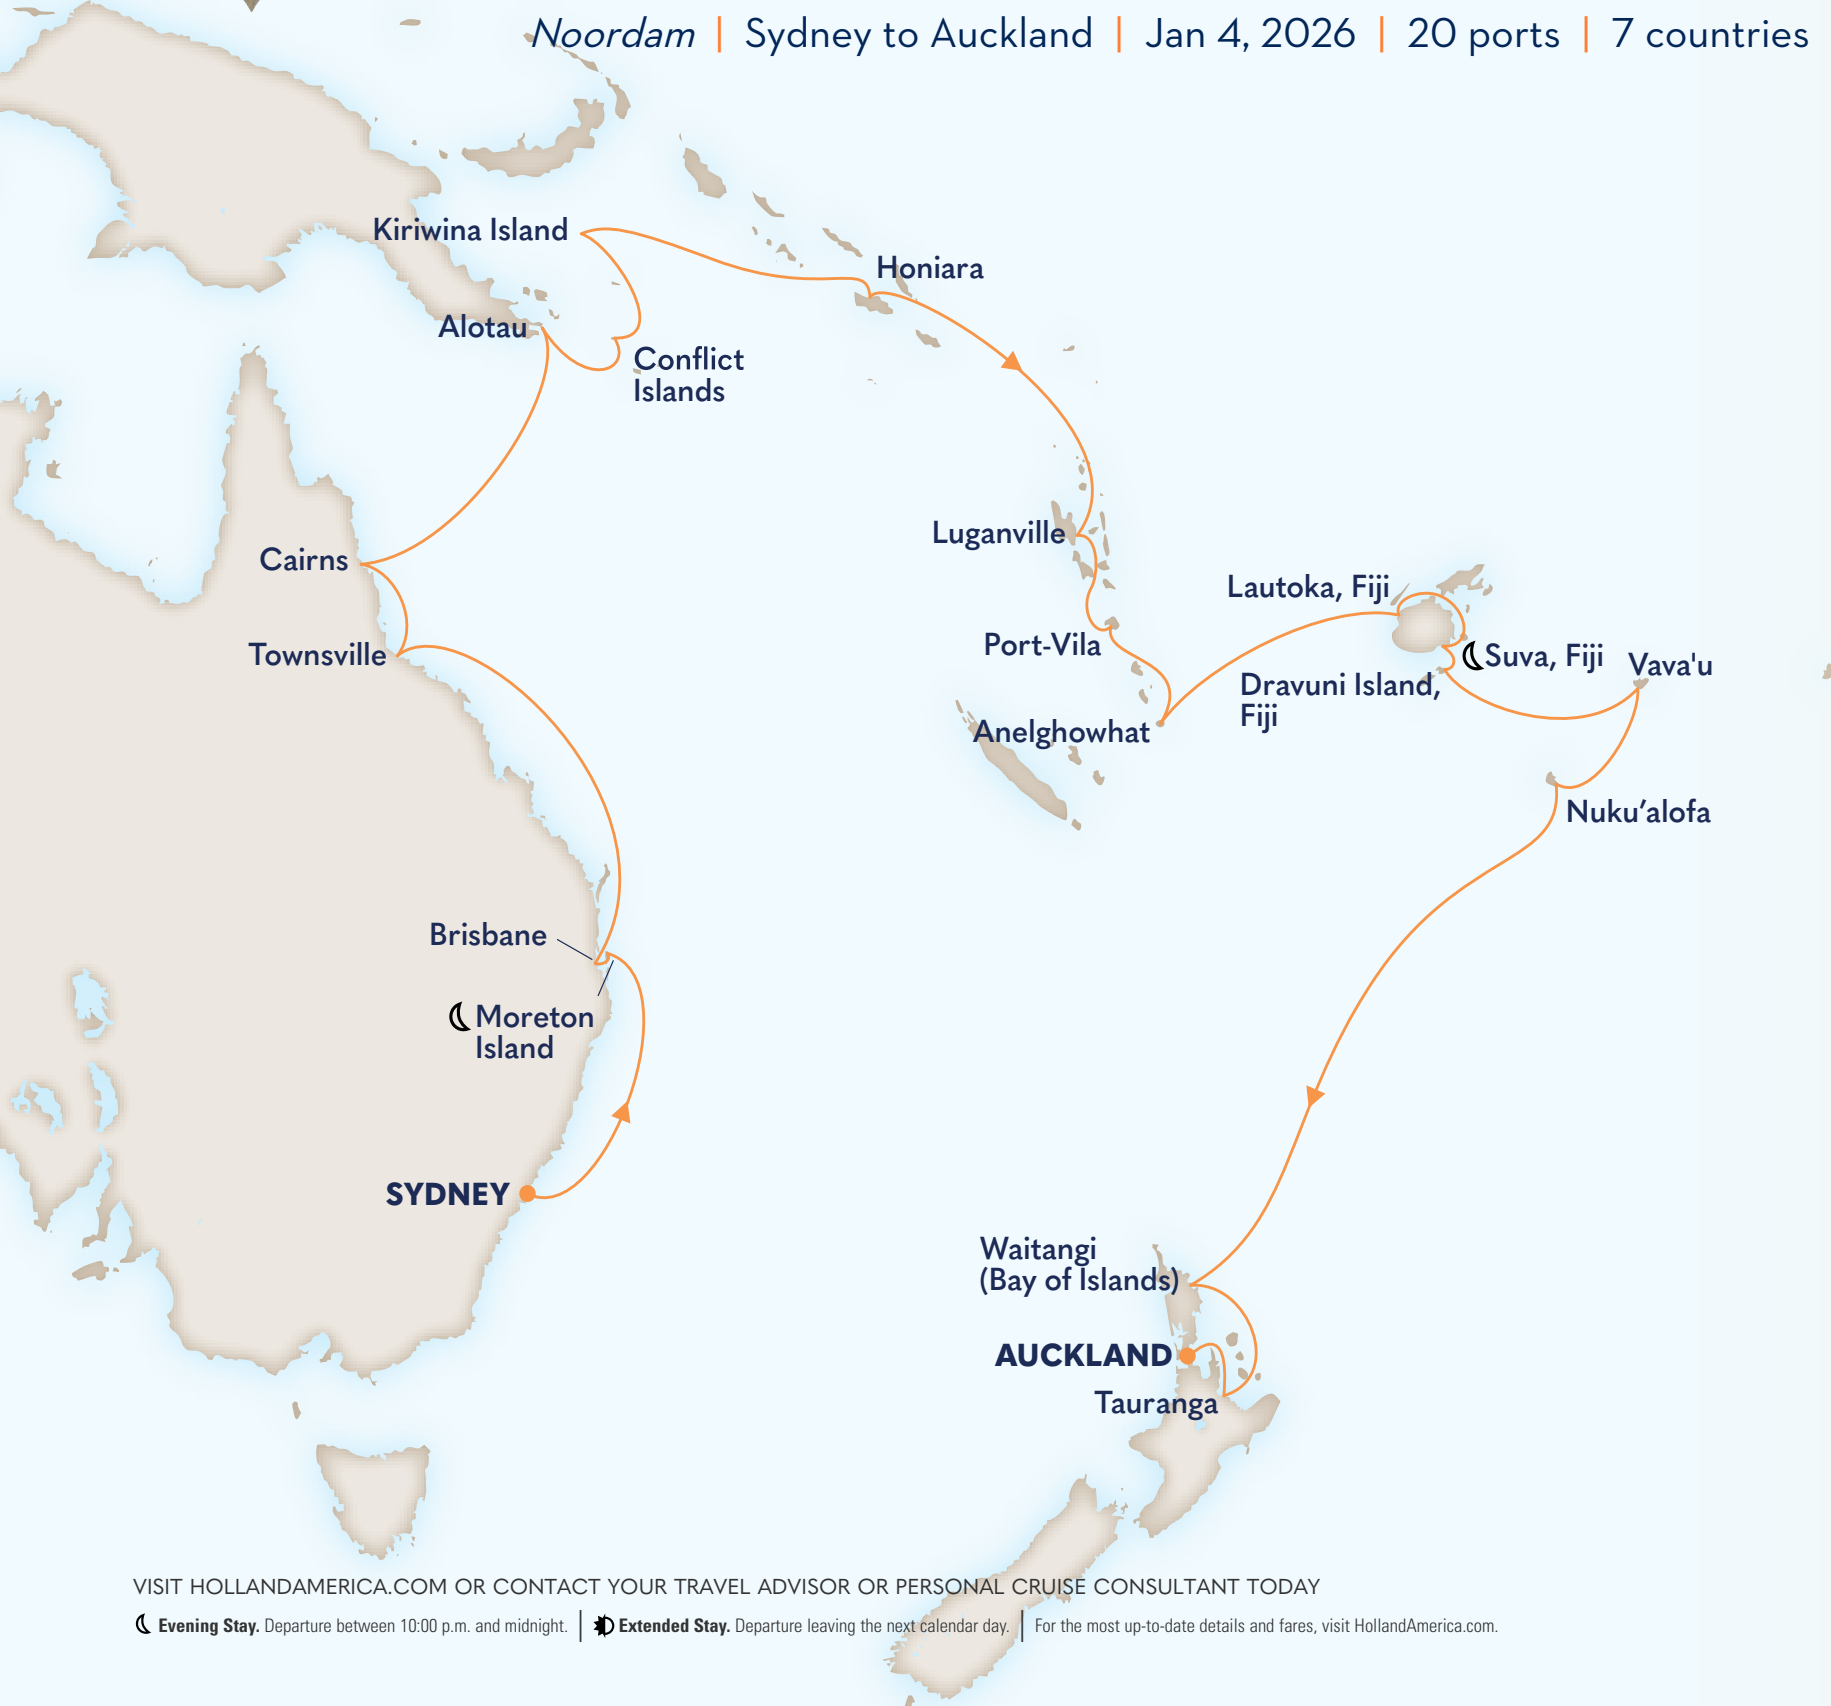 Noordam | Sydney to Auckland | Jan 4, 2026 | 20 ports | 7 countries
Kiriwina Island
Honiara
Alotau
Conflict
Islands
Luganville
Cairns
Lautoka, Fiji
Port-Vila
Townsville
Suva, Fiji
Vava'u
Dravuni Island,
Fiji
Anelghowhat
Nuku’alofa
Brisbane
Moreton
Island
SYDNEY
Waitangi
(Bay of Islands)
AUCKLAND
Tauranga
VISIT HOLLANDAMERICA.COM OR CONTACT YOUR TRAVEL ADVISOR OR PERSONAL CRUISE CONSULTANT TODAY
Evening Stay. Departure between 10:00 p.m. and midnight. | Extended Stay. Departure leaving the next calendar day. | For the most up-to-date details and fares, visit HollandAmerica.com.